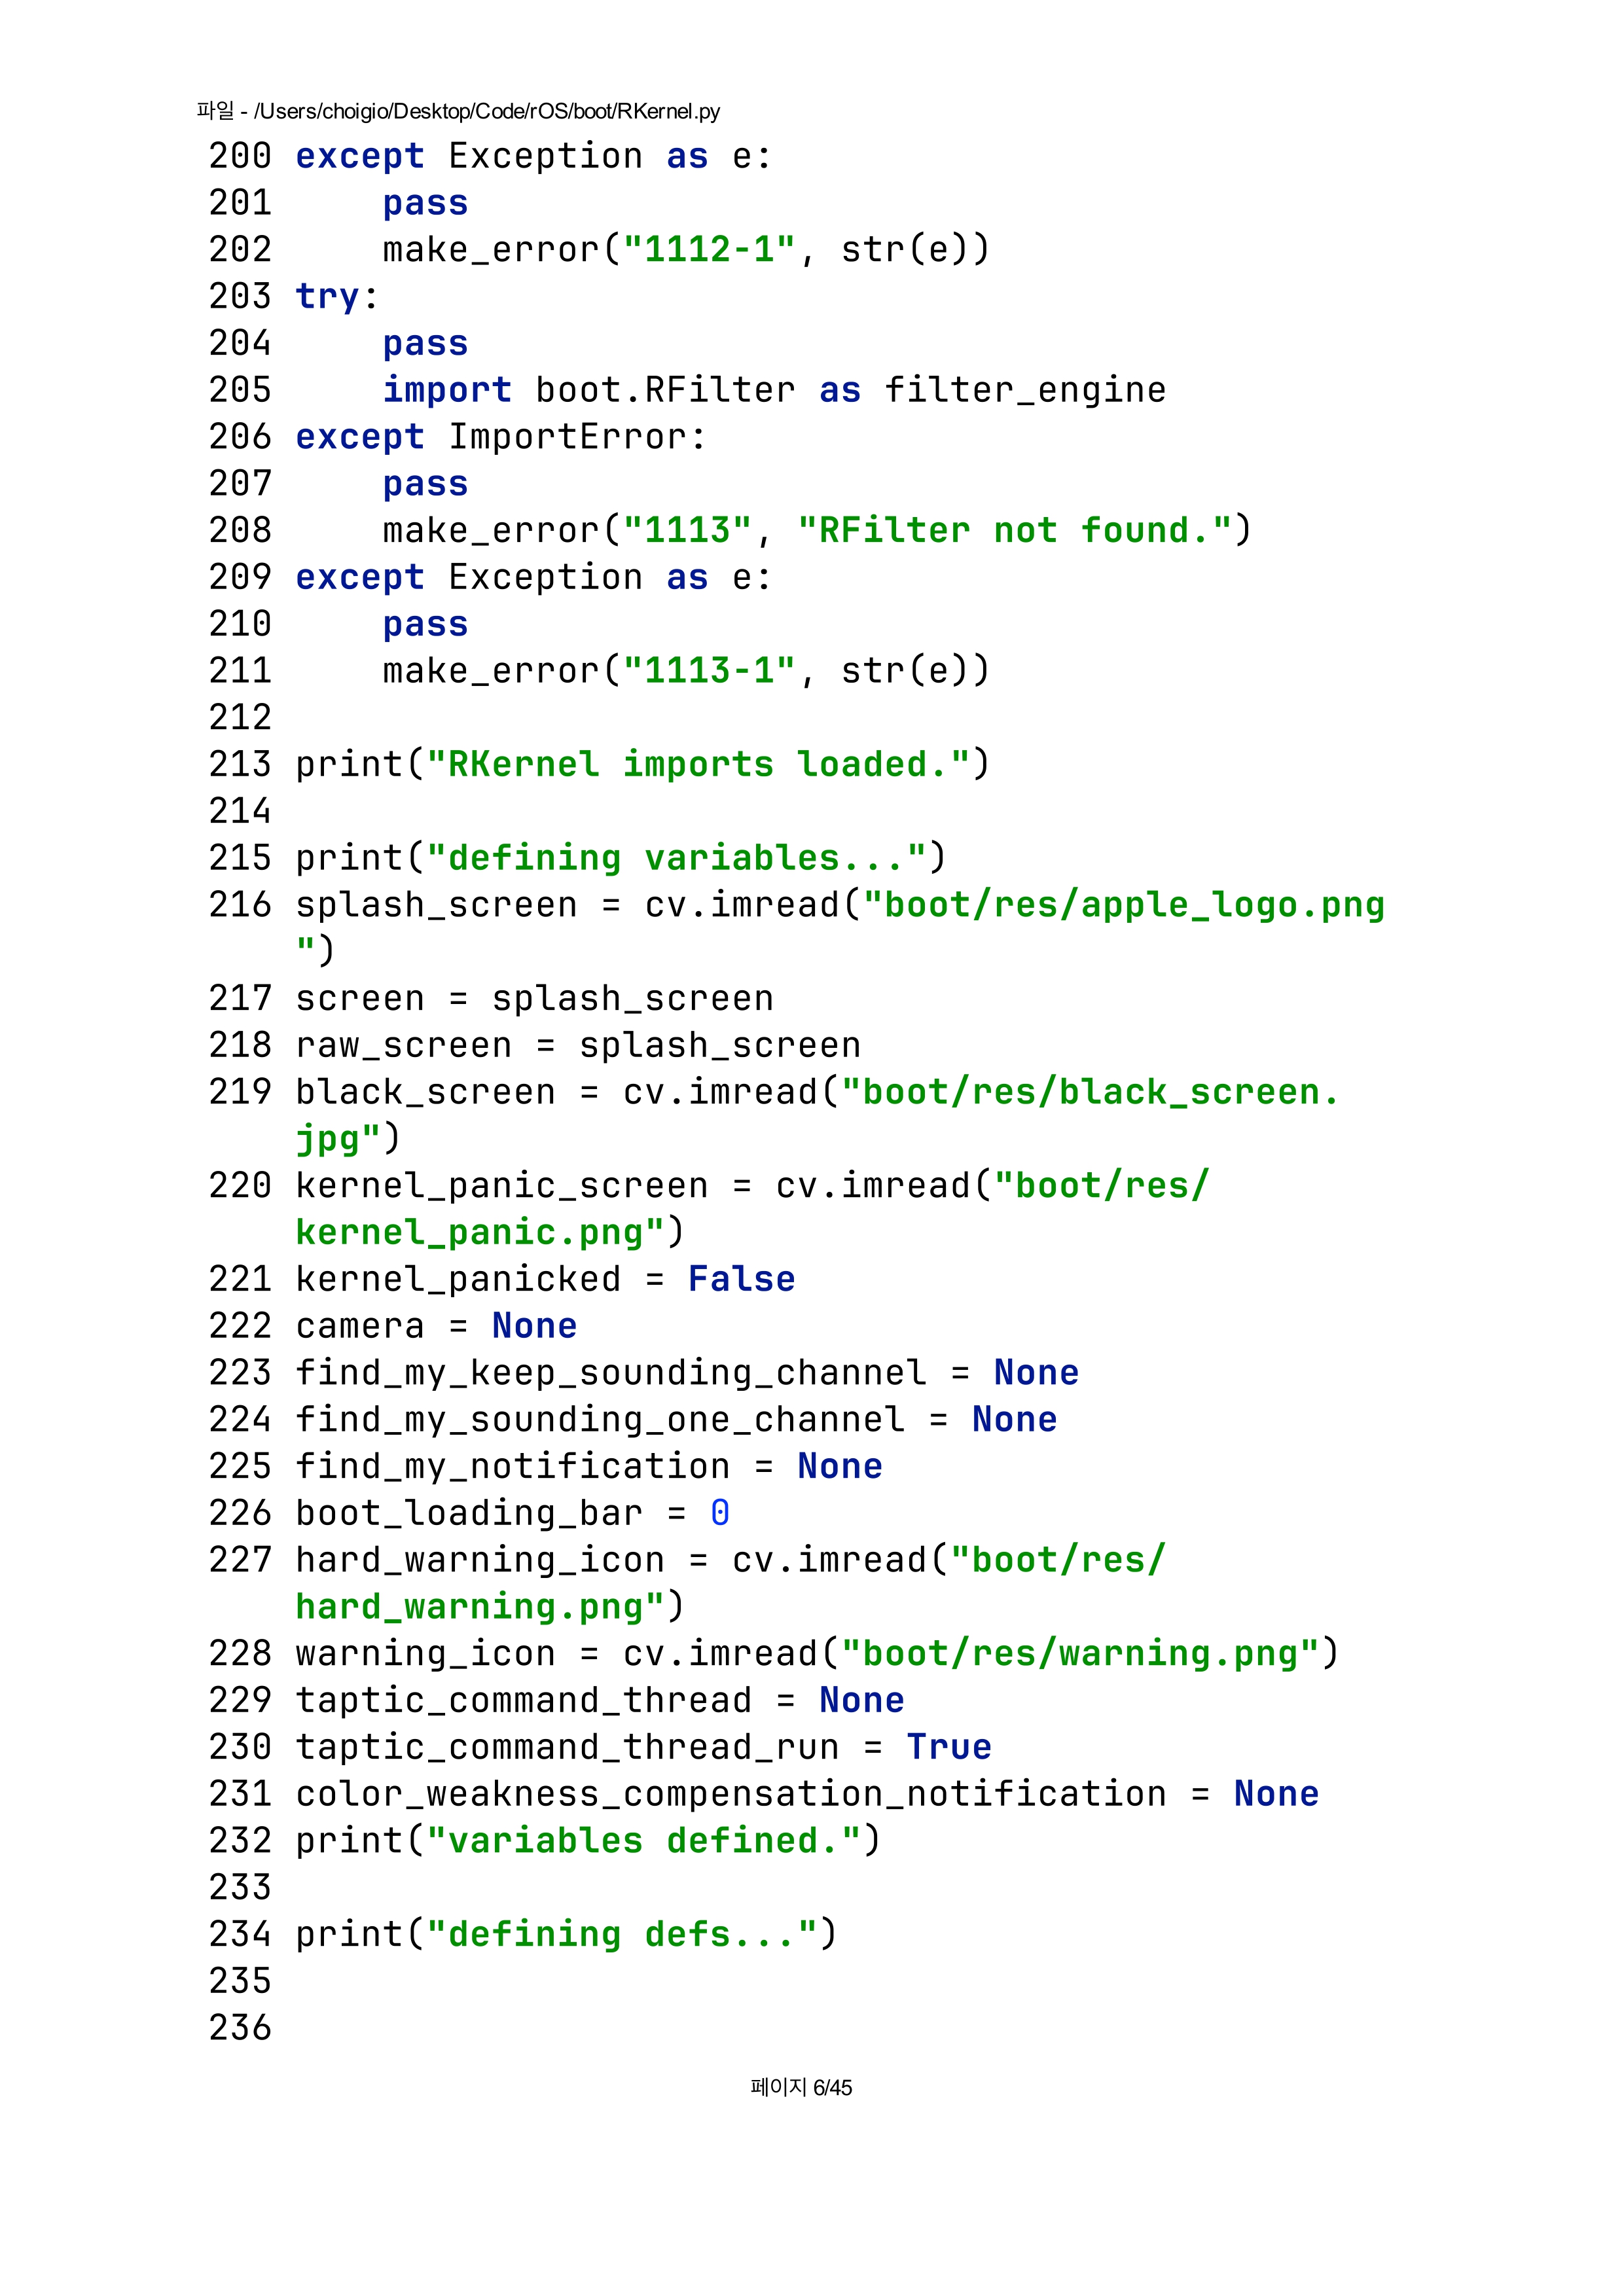 파일 - /Users/choigio/Desktop/Code/rOS/boot/RKernel.py
200 except Exception as e:
201     pass
202     make_error("1112-1", str(e))
203 try:
204     pass
205     import boot.RFilter as filter_engine
206 except ImportError:
207     pass
208     make_error("1113", "RFilter not found.")
209 except Exception as e:
210     pass
211     make_error("1113-1", str(e))
212
213 print("RKernel imports loaded.")
214
215 print("defining variables...")
216 splash_screen = cv.imread("boot/res/apple_logo.png
")
217 screen = splash_screen
218 raw_screen = splash_screen
219 black_screen = cv.imread("boot/res/black_screen.
jpg")
220 kernel_panic_screen = cv.imread("boot/res/
kernel_panic.png")
221 kernel_panicked = False
222 camera = None
223 find_my_keep_sounding_channel = None
224 find_my_sounding_one_channel = None
225 find_my_notification = None
226 boot_loading_bar = 0
227 hard_warning_icon = cv.imread("boot/res/
hard_warning.png")
228 warning_icon = cv.imread("boot/res/warning.png")
229 taptic_command_thread = None
230 taptic_command_thread_run = True
231 color_weakness_compensation_notification = None
232 print("variables defined.")
233
234 print("defining defs...")
235
236
페이지 6/45